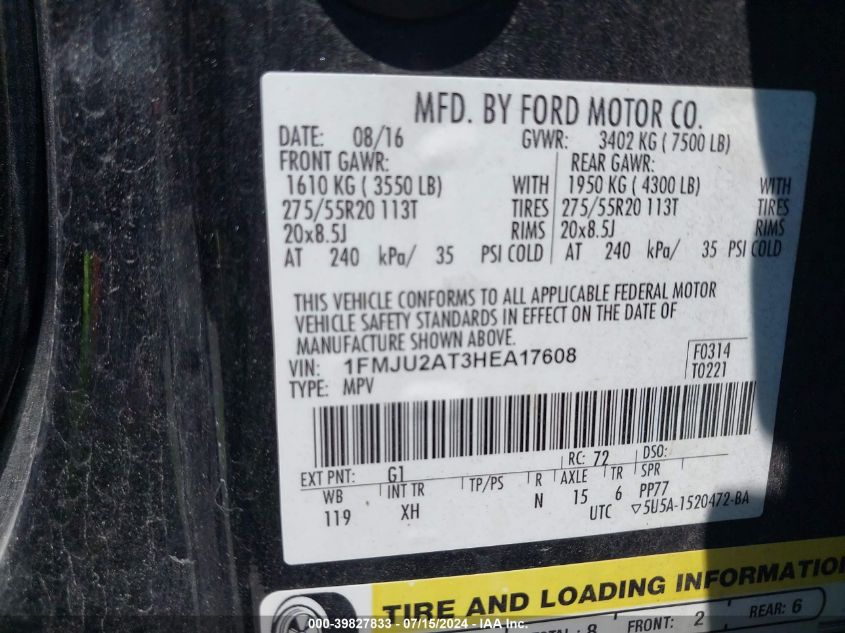 MFD. BY FORD MOTOR CO.
DATE: 08/16 GVWR: 3402 KG ( 7500 LB)
FRONT GAWR: REAR GAWR:
1610 KG ( 3550 LB) WITH 1950 KG ( 4300 LB) WITH
275/55R20 113T TIRES 275/55R20 113T TIRES
20x8.5J RIMS 20x8.5J RIMS
AT 240 kPa/ 35 PSI COLD AT 240 kPa/ 35 PSI COLD
THIS VEHICLE CONFORMS TO ALL APPLICABLE FEDERAL MOTOR
VEHICLE SAFETY STANDARDS IN EFFECT ON THE DATE OF
MANUFACTURE SHOWN ABOVE.
VIN: 1FMJU2AT3HEA17608 F0314
TYPE: MPV T0221
EXT PNT: G1 RC: 72 DSO:
WB INT TR TP/PS R AXLE TR SPR
119 XH N 15 6 PP77
UTC ▽5U5A-1520472-BA
TIRE AND LOADING INFORMATION
8 FRONT: 2 REAR: 6
000-39827833 - 07/15/2024 - IAAI.COM